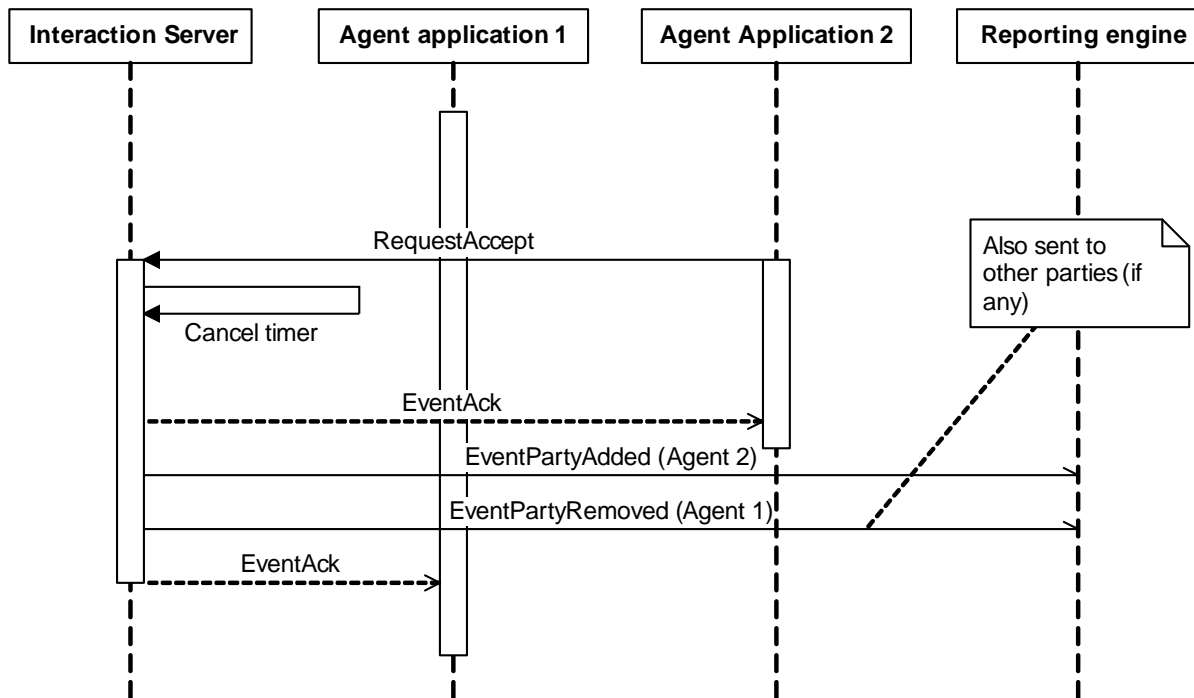 Interaction Server
Agent application 1
Agent Application 2
Reporting engine
RequestAccept
Also sent to
other parties (if
any)
Cancel timer
EventAck
EventPartyAdded (Agent 2)
EventPartyRemoved (Agent 1)
EventAck